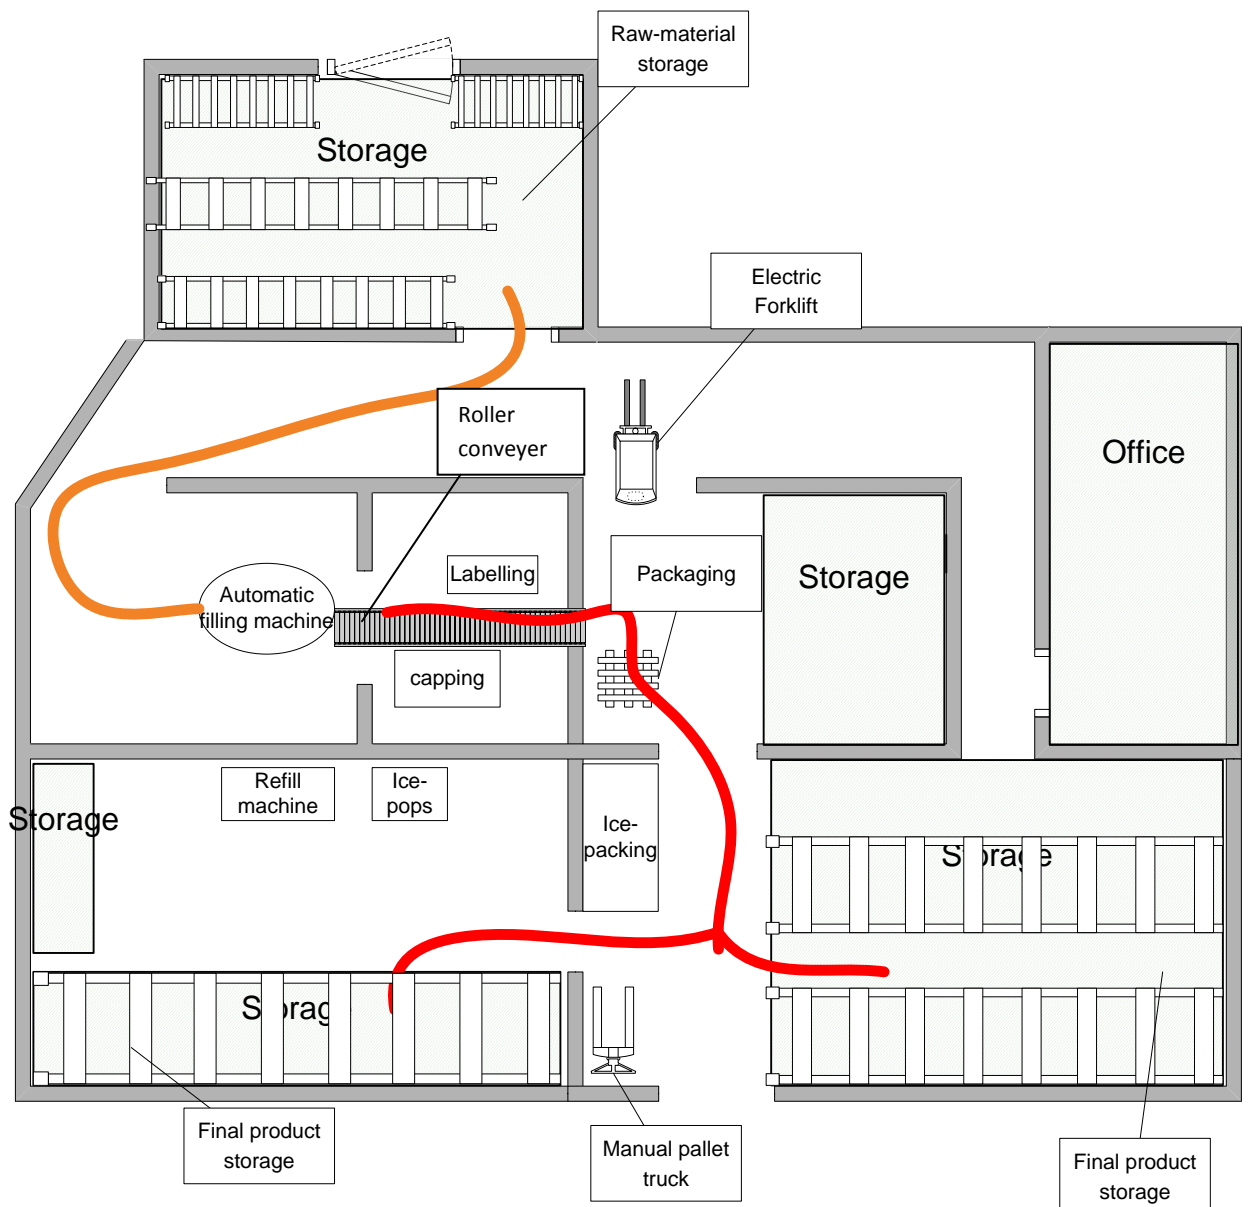 Raw-material
storage
Storage
Electric
Forklift
Roller
conveyer
Office
Labelling
Packaging
Storage
Automatic
filling machine
capping
Refill
machine
Ice-
pops
Storage
Ice-
packing
Storage
Storage
Final product
storage
Manual pallet
truck
Final product
storage